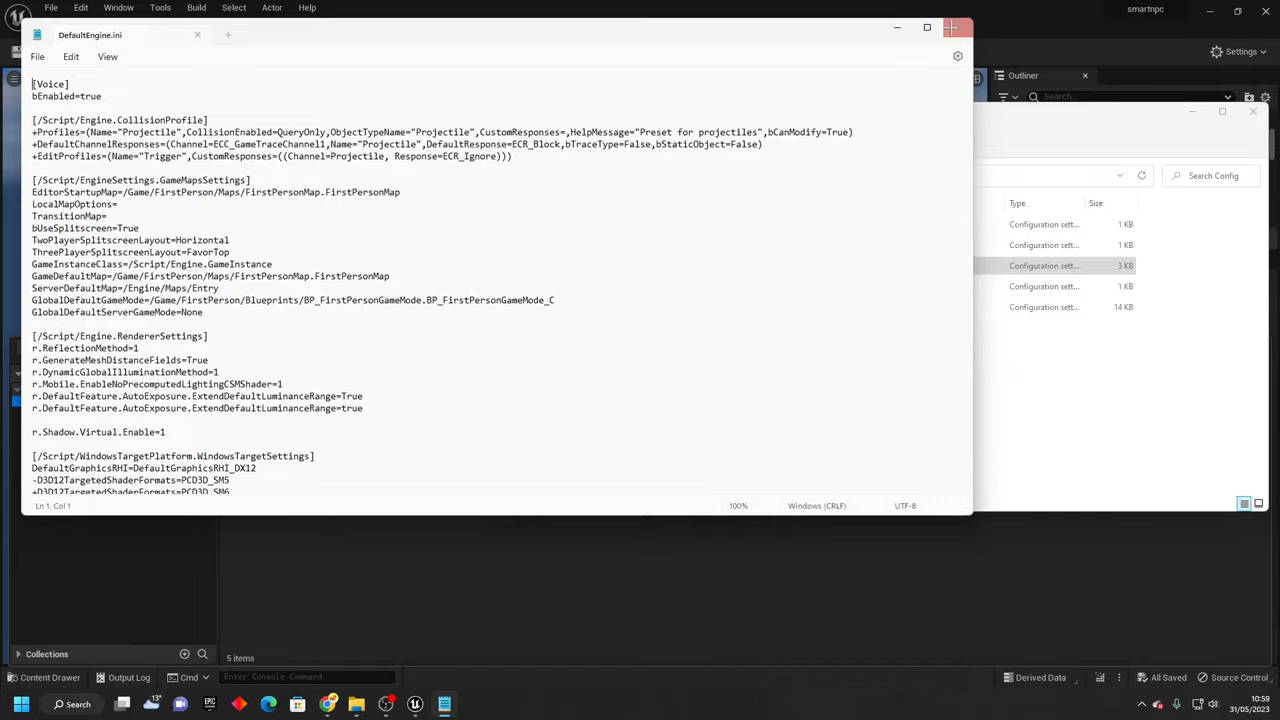 File Edit Window Tools Build Select Actor Help
smartnpc
DefaultEngine.ini
File Edit View
Settings
Outliner
Search...
[Voice]
bEnabled=true
[/Script/Engine.CollisionProfile]
+Profiles=(Name="Projectile",CollisionEnabled=QueryOnly,ObjectTypeName="Projectile",CustomResponses=,HelpMessage="Preset for projectiles",bCanModify=True)
+DefaultChannelResponses=(Channel=ECC_GameTraceChannel1,Name="Projectile",DefaultResponse=ECR_Block,bTraceType=False,bStaticObject=False)
+EditProfiles=(Name="Trigger",CustomResponses=((Channel=Projectile, Response=ECR_Ignore)))
[/Script/EngineSettings.GameMapsSettings]
EditorStartupMap=/Game/FirstPerson/Maps/FirstPersonMap.FirstPersonMap
LocalMapOptions=
TransitionMap=
bUseSplitscreen=True
TwoPlayerSplitscreenLayout=Horizontal
ThreePlayerSplitscreenLayout=FavorTop
GameInstanceClass=/Script/Engine.GameInstance
GameDefaultMap=/Game/FirstPerson/Maps/FirstPersonMap.FirstPersonMap
ServerDefaultMap=/Engine/Maps/Entry
GlobalDefaultGameMode=/Game/FirstPerson/Blueprints/BP_FirstPersonGameMode.BP_FirstPersonGameMode_C
GlobalDefaultServerGameMode=None
[/Script/Engine.RendererSettings]
r.ReflectionMethod=1
r.GenerateMeshDistanceFields=True
r.DynamicGlobalIlluminationMethod=1
r.Mobile.EnableNoPrecomputedLightingCSMShader=1
r.DefaultFeature.AutoExposure.ExtendDefaultLuminanceRange=True
r.DefaultFeature.AutoExposure.ExtendDefaultLuminanceRange=true
r.Shadow.Virtual.Enable=1
[/Script/WindowsTargetPlatform.WindowsTargetSettings]
DefaultGraphicsRHI=DefaultGraphicsRHI_DX12
-D3D12TargetedShaderFormats=PCD3D_SM5
+D3D12TargetedShaderFormats=PCD3D_SM6
Ln 1, Col 1
100%
Windows (CRLF)
UTF-8
Search Config
Type Size
Configuration sett... 1 KB
Configuration sett... 1 KB
Configuration sett... 3 KB
Configuration sett... 1 KB
Configuration sett... 14 KB
Collections
5 items
Content Drawer Output Log Cmd Enter Console Command
Derived Data All Saved Source Control
Search
13°
EPIC
10:59
31/05/2023